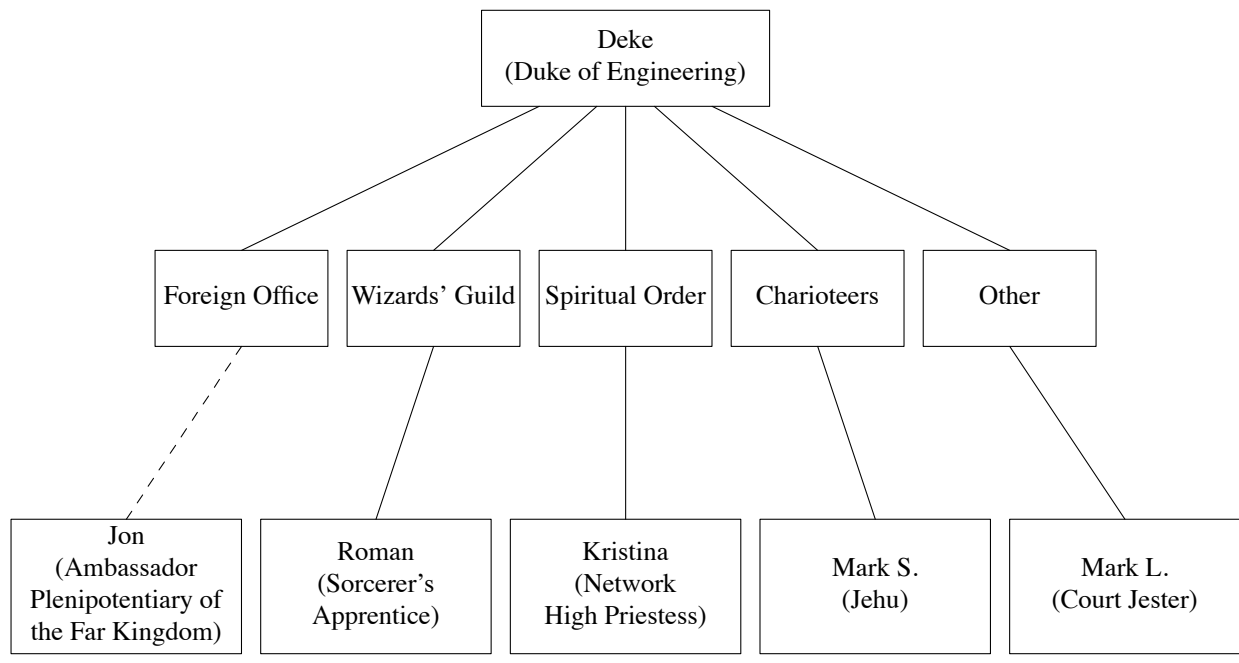 Deke
(Duke of Engineering)
Foreign Office
Wizards’ Guild
Spiritual Order
Charioteers
Other
Jon
(Ambassador
Plenipotentiary of
the Far Kingdom)
Roman
(Sorcerer’s
Apprentice)
Kristina
(Network
High Priestess)
Mark S.
(Jehu)
Mark L.
(Court Jester)